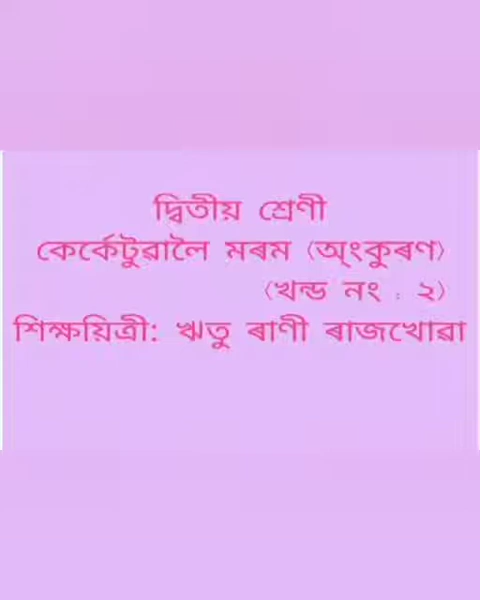 দ্বিতীয় শ্রেণী
কেৰ্কেটুৱালৈ মৰম (অংকুৰণ)
(খন্ড নং : ২)
শিক্ষয়িত্ৰী: ঋতু ৰাণী ৰাজখোৱা